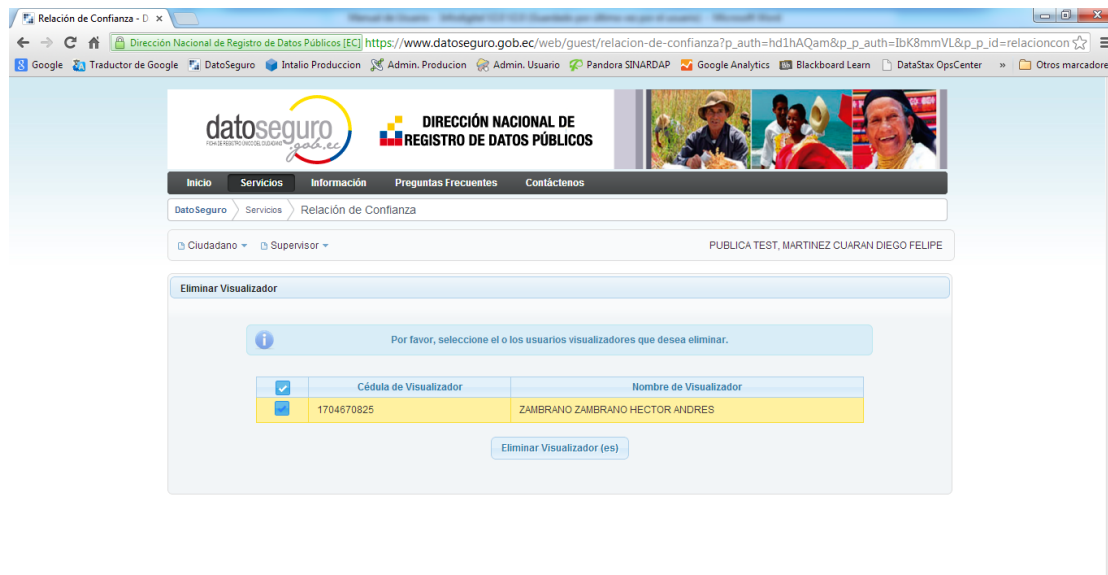 Relación de Confianza - D
Dirección Nacional de Registro de Datos Públicos [EC] https://www.datoseguro.gob.ec/web/guest/relacion-de-confianza?p_auth=hd1hAQam&p_p_auth=IbK8mmVL&p_p_id=relacioncon
Google Traductor de Google DatoSeguro Intalio Produccion Admin. Producion Admin. Usuario Pandora SINARDAP Google Analytics Blackboard Learn DataStax OpsCenter » Otros marcadore
datoseguro
.gob.ec
DIRECCIÓN NACIONAL DE
REGISTRO DE DATOS PÚBLICOS
Inicio Servicios Información Preguntas Frecuentes Contáctenos
DatoSeguro Servicios Relación de Confianza
Ciudadano Supervisor PUBLICA TEST, MARTINEZ CUARAN DIEGO FELIPE
Eliminar Visualizador
Por favor, seleccione el o los usuarios visualizadores que desea eliminar.
Cédula de Visualizador Nombre de Visualizador
1704670825 ZAMBRANO ZAMBRANO HECTOR ANDRES
Eliminar Visualizador (es)